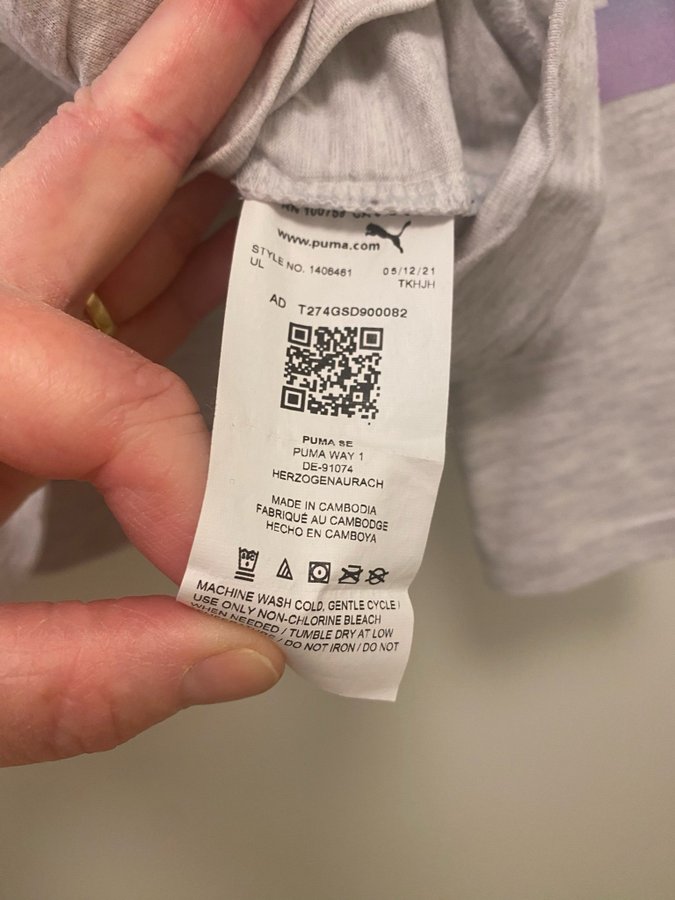 RN 100759
www.puma.com
STYLE NO. 1406461 05/12/21
UL TKHJH
AD T274GSD900082
PUMA SE
PUMA WAY 1
DE-91074
HERZOGENAURACH
MADE IN CAMBODIA
FABRIQUÉ AU CAMBODGE
HECHO EN CAMBOYA
MACHINE WASH COLD, GENTLE CYCLE /
USE ONLY NON-CHLORINE BLEACH
WHEN NEEDED / TUMBLE DRY AT LOW
/ DO NOT IRON / DO NOT